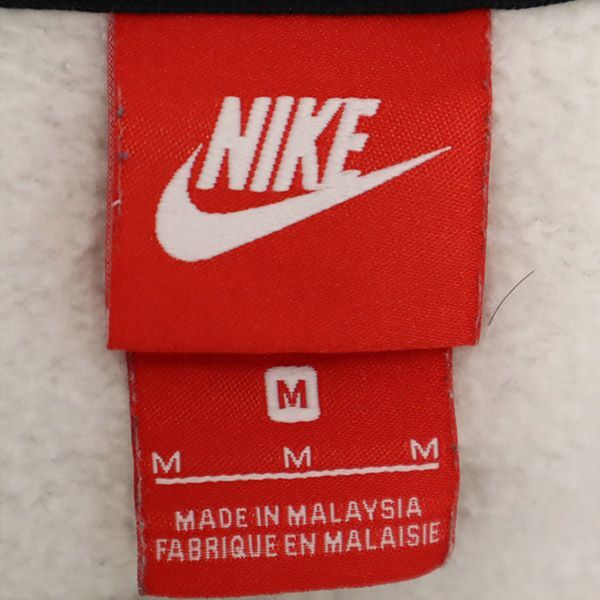 NIKE
M
M M M
MADE IN MALAYSIA
FABRIQUE EN MALAISIE